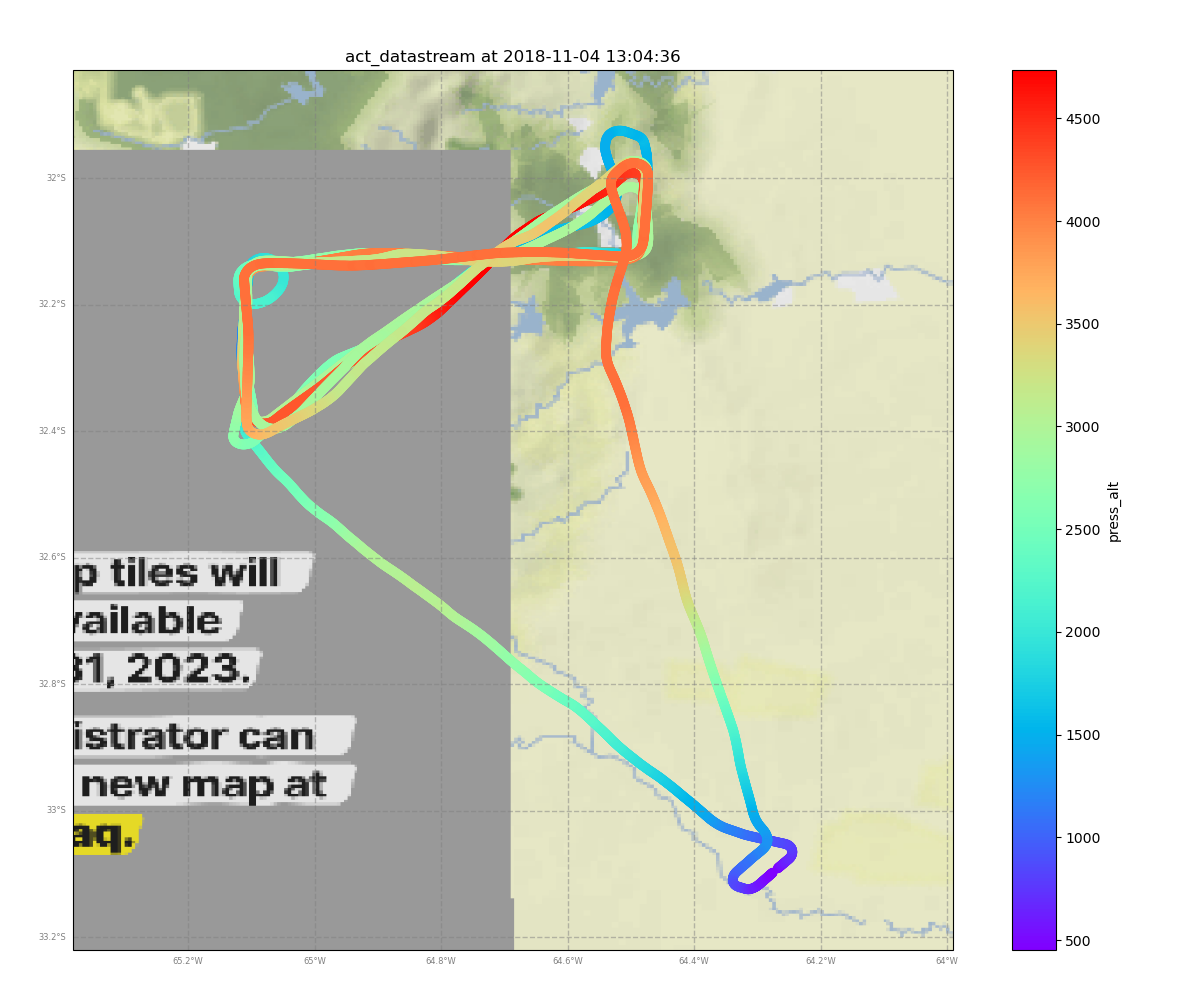 act_datastream at 2018-11-04 13:04:36
32°S
32.2°S
32.4°S
32.6°S
32.8°S
33°S
33.2°S
65.2°W
65°W
64.8°W
64.6°W
64.4°W
64.2°W
64°W
p tiles will
vailable
31, 2023.
istrator can
new map at
aq.
4500
4000
3500
3000
2500
2000
1500
1000
500
press_alt